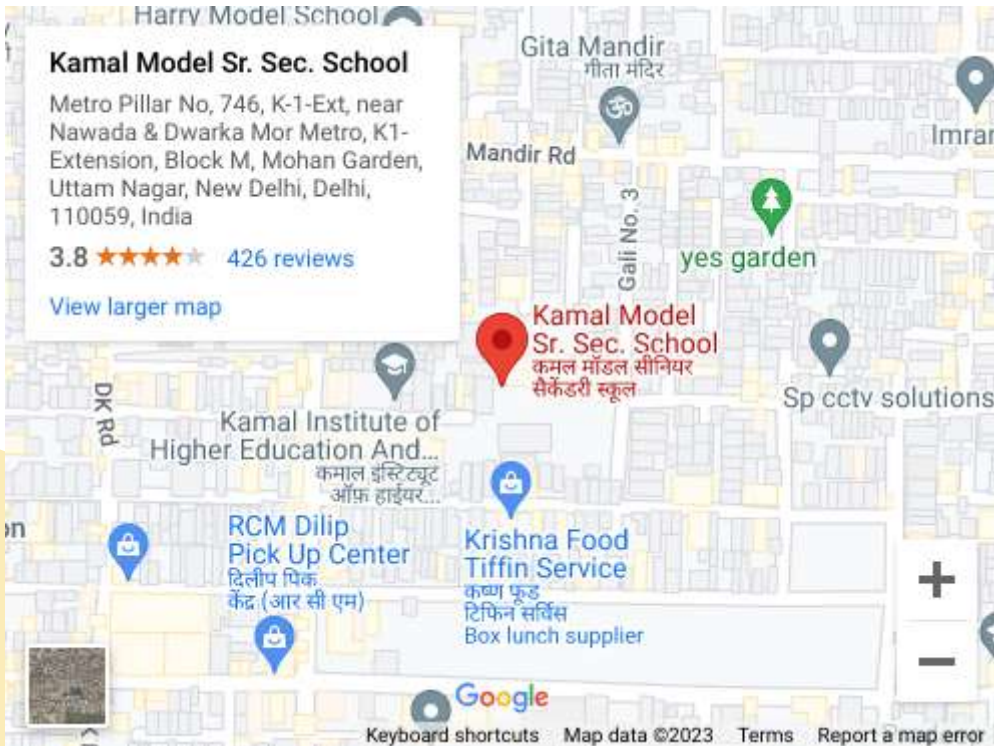 Harry Model School
Kamal Model Sr. Sec. School
Metro Pillar No, 746, K-1-Ext, near
Nawada & Dwarka Mor Metro, K1-
Extension, Block M, Mohan Garden,
Uttam Nagar, New Delhi, Delhi,
110059, India
3.8
426 reviews
View larger map
Gita Mandir
गीता मंदिर
Imran
Mandir Rd
Gali No. 3
yes garden
Kamal Model
Sr. Sec. School
कमल मॉडल सीनियर
सैकेंडरी स्कूल
Sp cctv solutions
DK Rd
Kamal Institute of
Higher Education And...
कमाल इंस्टिट्यूट
ऑफ़ हाईयर...
on
RCM Dilip
Pick Up Center
दिलीप पिक
केंद्र (आर सी एम)
Krishna Food
Tiffin Service
कृष्ण फूड
टिफिन सर्विस
Box lunch supplier
Google
Keyboard shortcuts
Map data ©2023
Terms
Report a map error